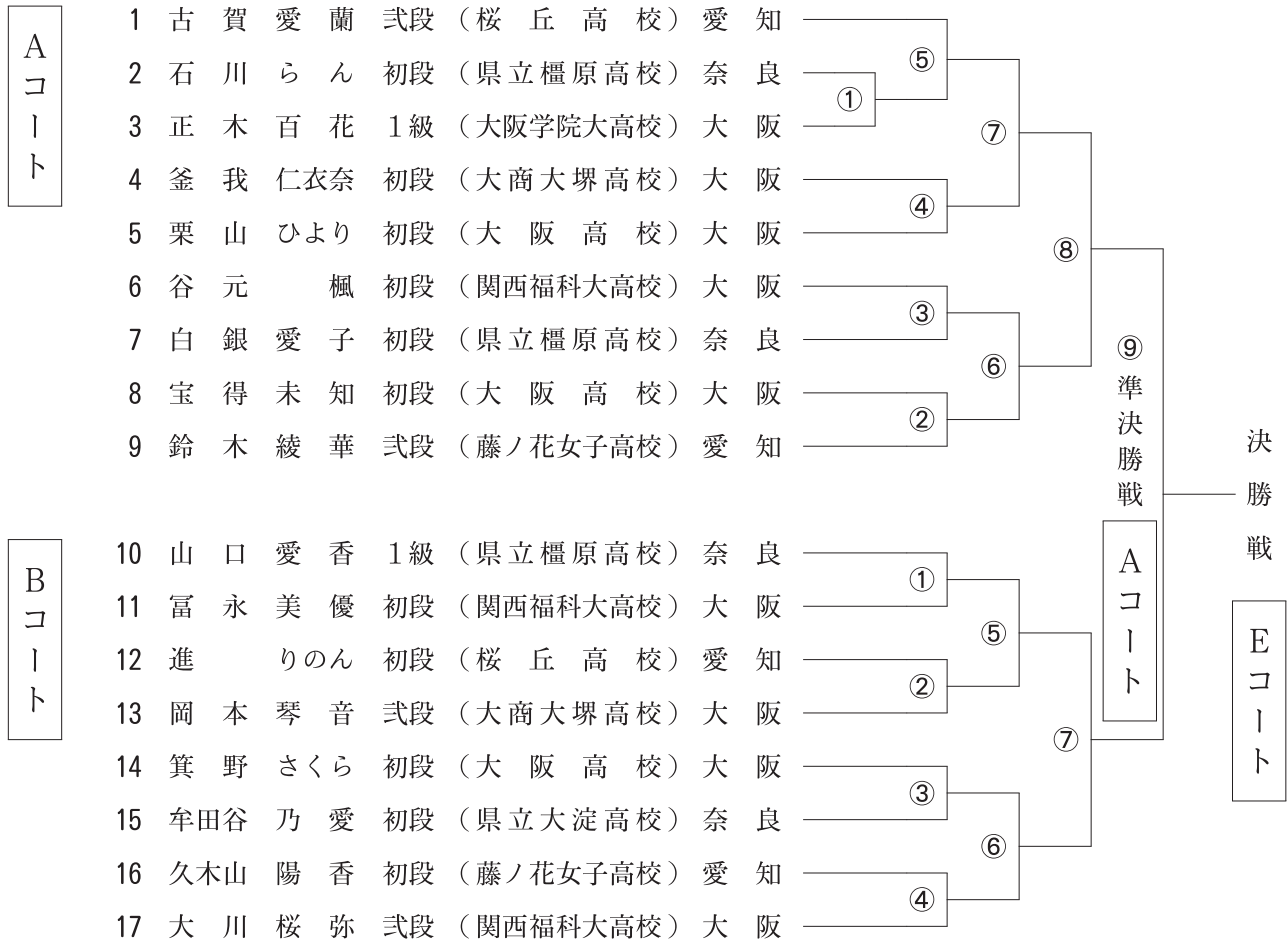 Aコート
1 古賀愛蘭 弐段 （桜丘高校） 愛知
2 石川らん 初段 （県立橿原高校） 奈良
3 正木百花 1級 （大阪学院大高校） 大阪
4 釜我仁衣奈 初段 （大商大堺高校） 大阪
5 栗山ひより 初段 （大阪高校） 大阪
6 谷元楓 初段 （関西福科大高校） 大阪
7 白銀愛子 初段 （県立橿原高校） 奈良
8 宝得未知 初段 （大阪高校） 大阪
9 鈴木綾華 弐段 （藤ノ花女子高校） 愛知
①
⑤
④
③
②
⑦
⑥
⑧
Bコート
10 山口愛香 1級 （県立橿原高校） 奈良
11 冨永美優 初段 （関西福科大高校） 大阪
12 進りのん 初段 （桜丘高校） 愛知
13 岡本琴音 弐段 （大商大堺高校） 大阪
14 箕野さくら 初段 （大阪高校） 大阪
15 牟田谷乃愛 初段 （県立大淀高校） 奈良
16 久木山陽香 初段 （藤ノ花女子高校） 愛知
17 大川桜弥 弐段 （関西福科大高校） 大阪
①
②
③
④
⑤
⑥
⑦
⑨準決勝戦
Aコート
決勝戦
Eコート